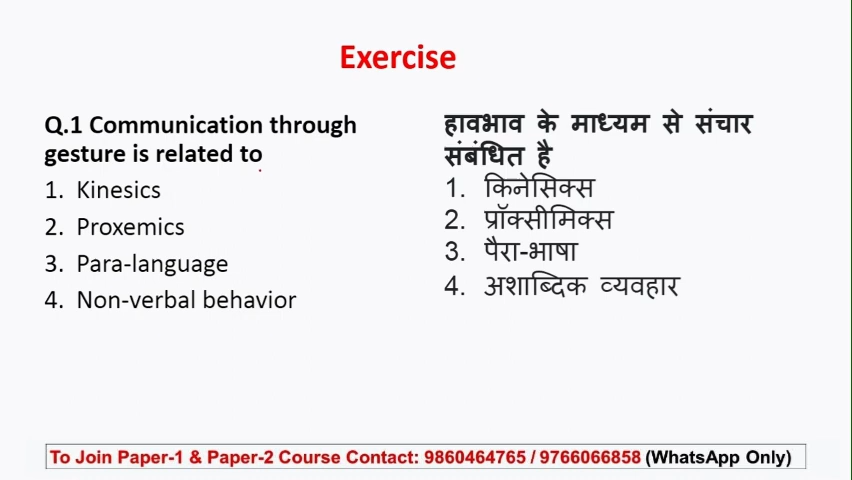 Exercise
Q.1 Communication through
gesture is related to
1. Kinesics
2. Proxemics
3. Para-language
4. Non-verbal behavior
हावभाव के माध्यम से संचार
संबंधित है
1. किनेसिक्स
2. प्रॉक्सीमिक्स
3. पैरा-भाषा
4. अशाब्दिक व्यवहार
To Join Paper-1 & Paper-2 Course Contact: 9860464765 / 9766066858 (WhatsApp Only)